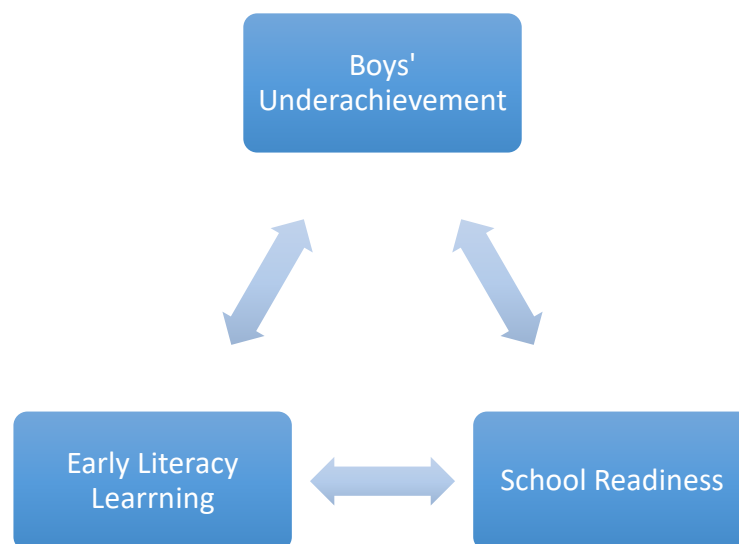 Boys'
Underachievement
Early Literacy
Learrning
School Readiness